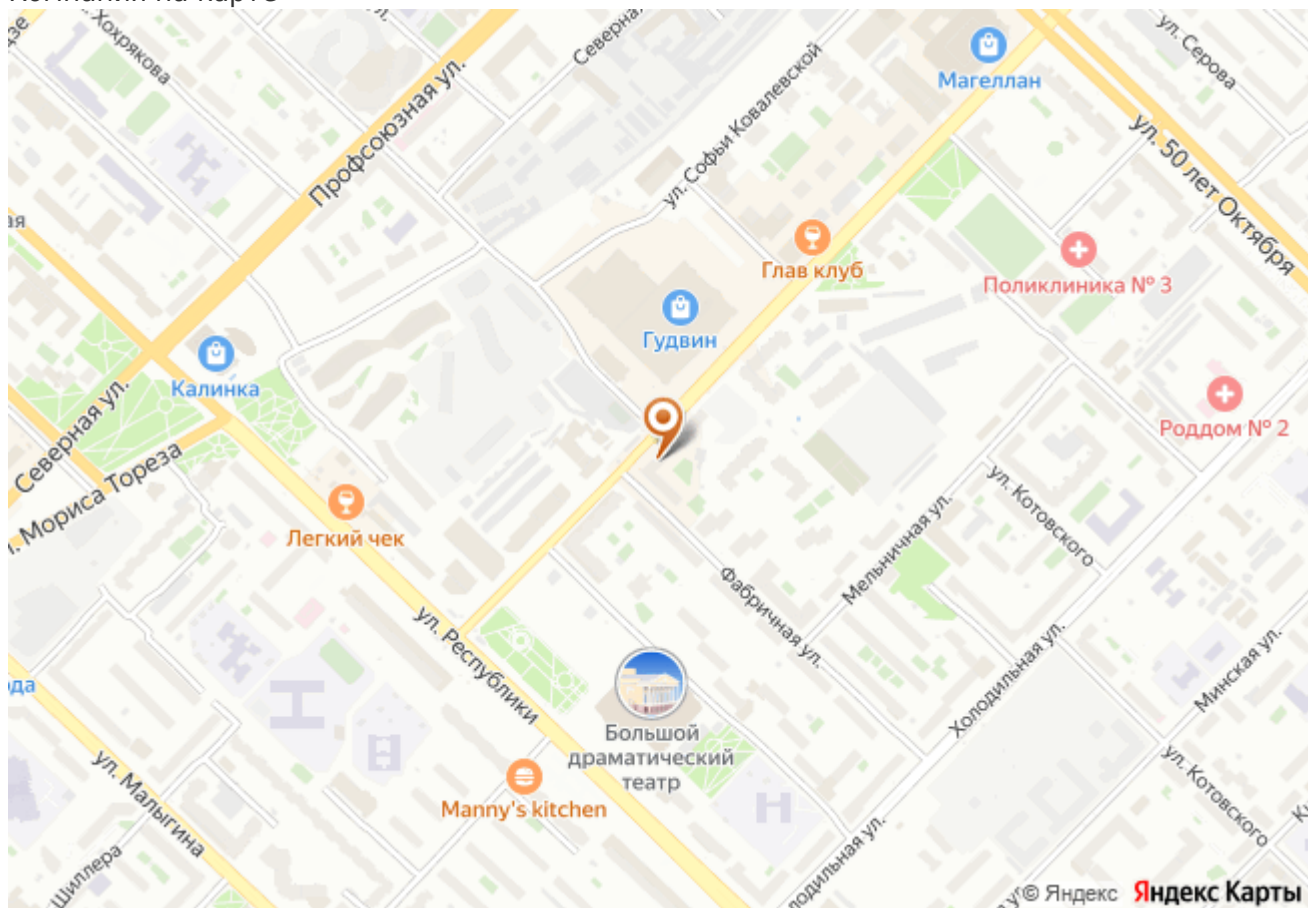 ул. Хохрякова
Северная
ул. Серова
Магеллан
Профсоюзная ул.
ул. Софьи Ковалевской
ул. 50 лет Октября
Глав клуб
Поликлиника № 3
Гудвин
Калинка
Северная ул.
Мориса Тореза
Роддом № 2
ул. Котовского
Легкий чек
Мельничная ул.
Фабричная ул.
ул. Республики
Холодильная ул.
Минская ул.
Большой
драматический
театр
ул. Малыгина
Manny's kitchen
ул. Котовского
Шиллера
© Яндекс Яндекс Карты